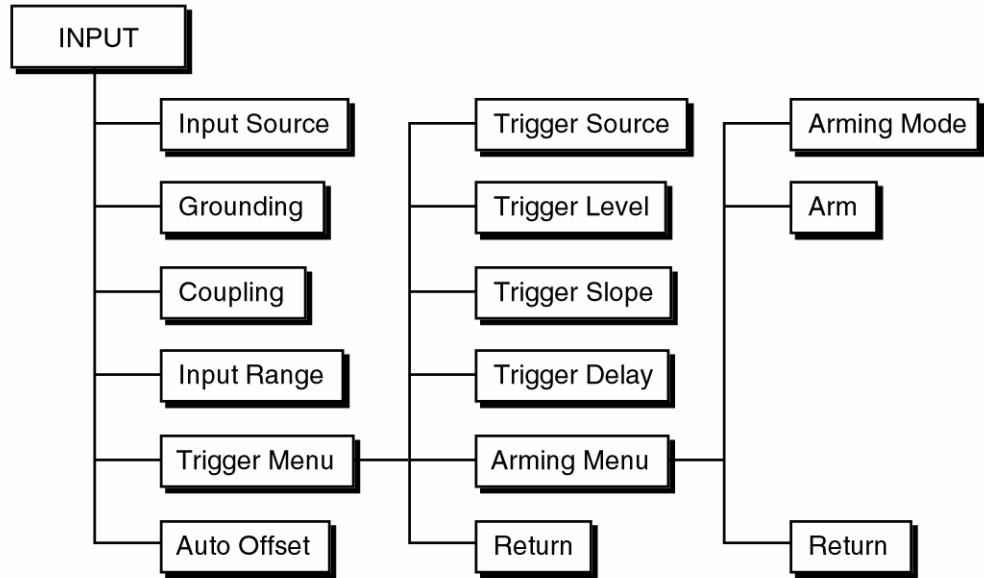 INPUT
Input Source
Grounding
Coupling
Input Range
Trigger Menu
Auto Offset
Trigger Source
Trigger Level
Trigger Slope
Trigger Delay
Arming Menu
Return
Arming Mode
Arm
Return